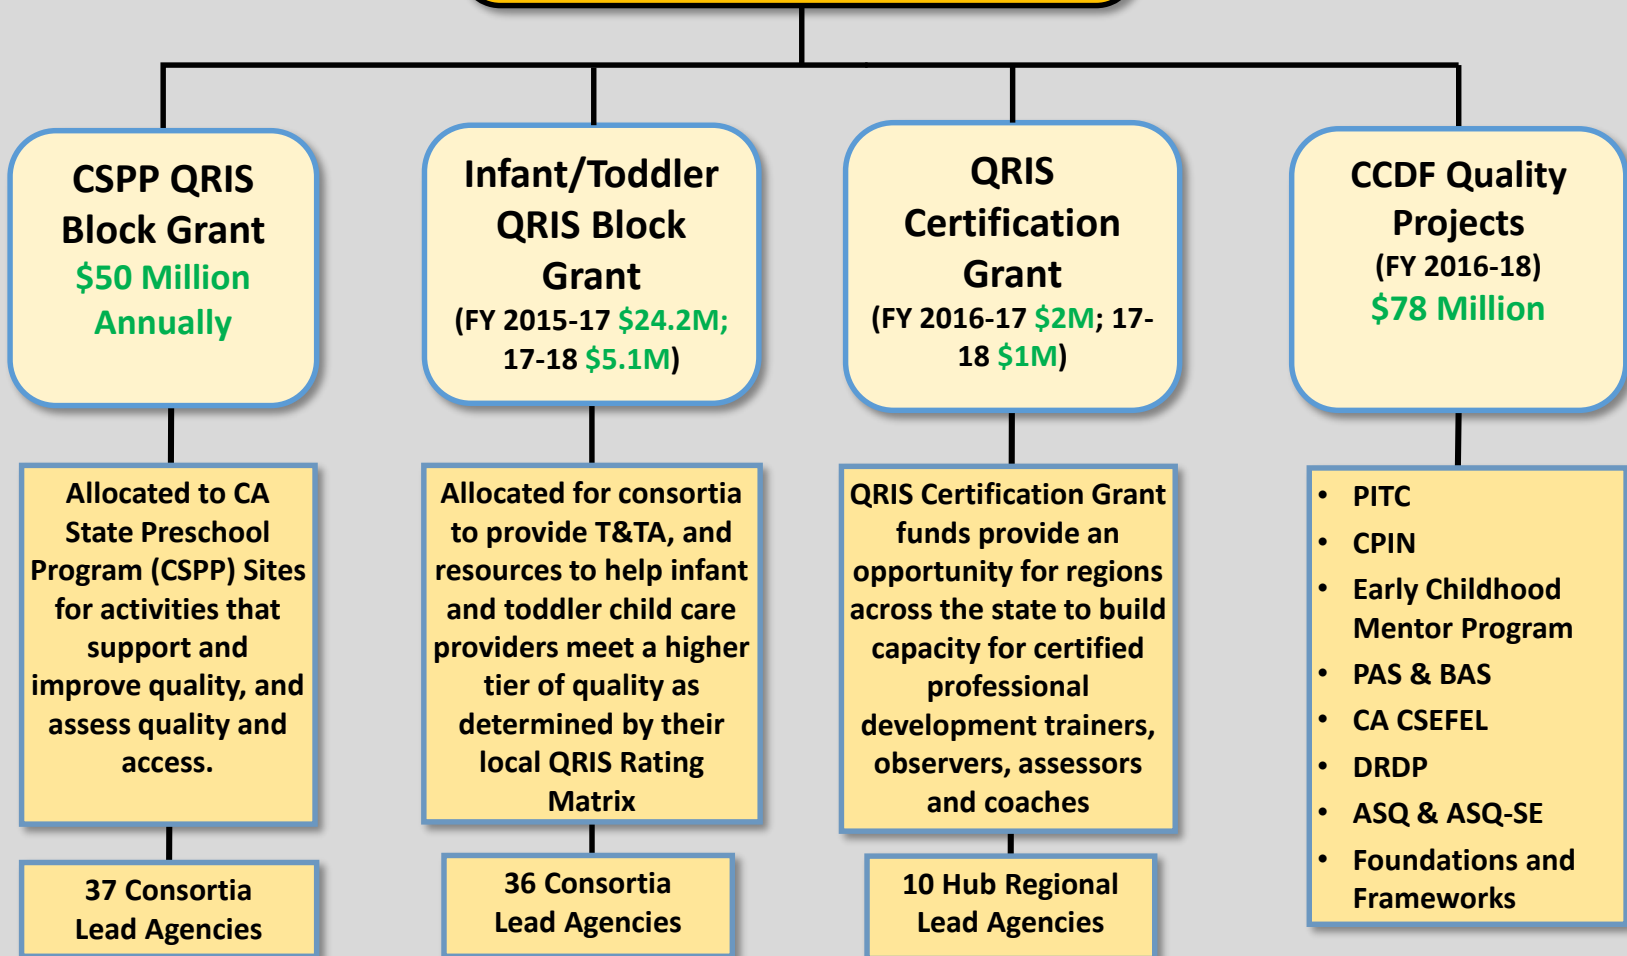 CSPP QRIS
Block Grant
$50 Million
Annually
Infant/Toddler
QRIS Block
Grant
(FY 2015-17 $24.2M;
17-18 $5.1M)
QRIS
Certification
Grant
(FY 2016-17 $2M; 17-
18 $1M)
CCDF Quality
Projects
(FY 2016-18)
$78 Million
Allocated to CA
State Preschool
Program (CSPP) Sites
for activities that
support and
improve quality, and
assess quality and
access.
Allocated for consortia
to provide T&TA, and
resources to help infant
and toddler child care
providers meet a higher
tier of quality as
determined by their
local QRIS Rating
Matrix
QRIS Certification Grant
funds provide an
opportunity for regions
across the state to build
capacity for certified
professional
development trainers,
observers, assessors
and coaches
• PITC
• CPIN
• Early Childhood
Mentor Program
• PAS & BAS
• CA CSEFEL
• DRDP
• ASQ & ASQ-SE
• Foundations and
Frameworks
37 Consortia
Lead Agencies
36 Consortia
Lead Agencies
10 Hub Regional
Lead Agencies